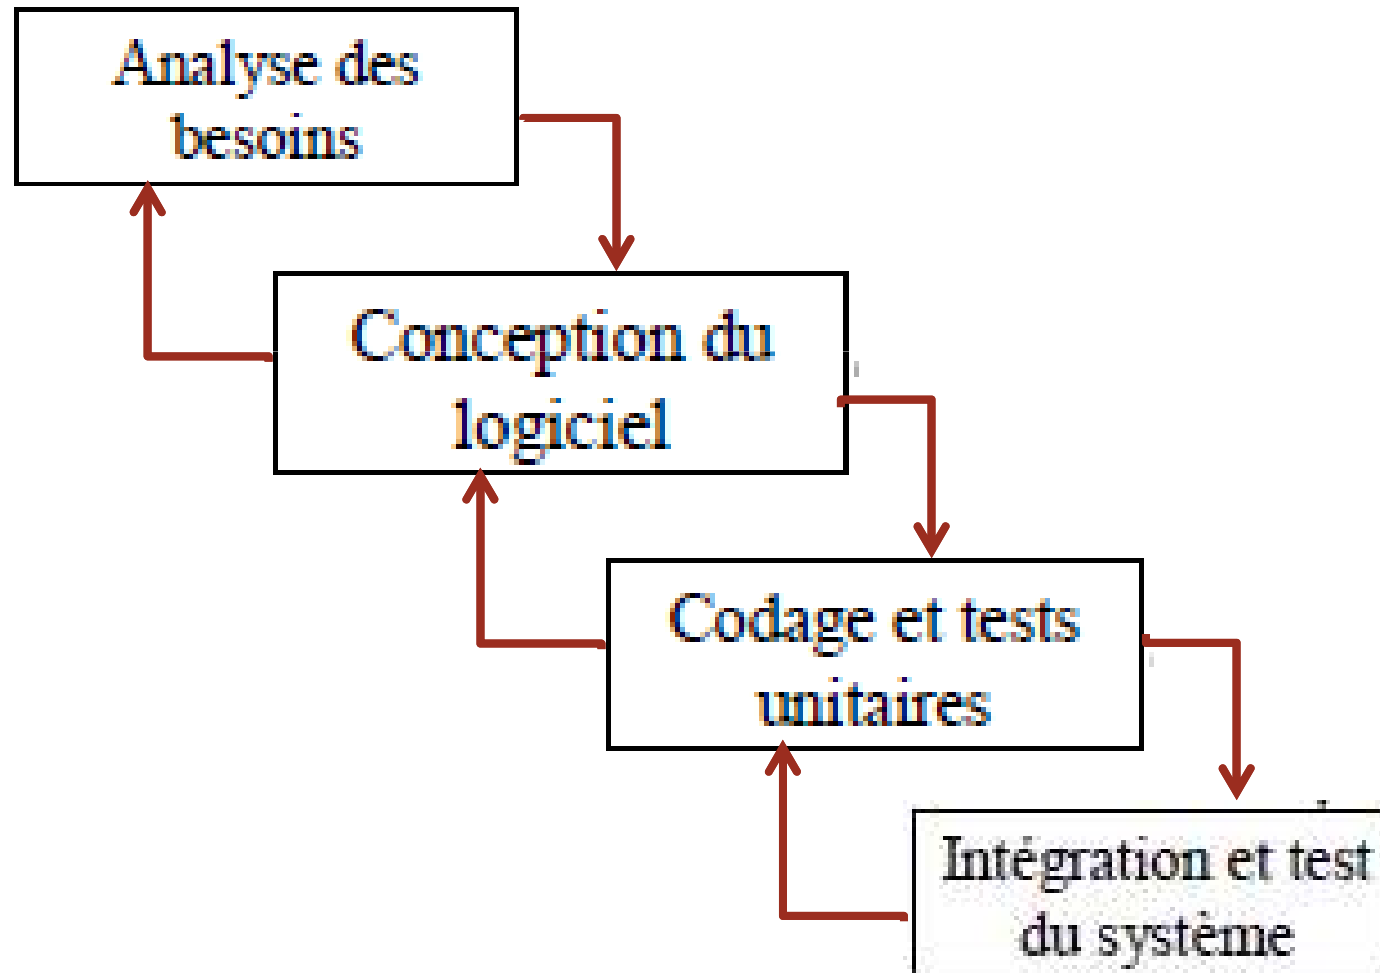 Analyse des
besoins
Conception du
logiciel
Codage et tests
unitaires
Intégration et test
du système